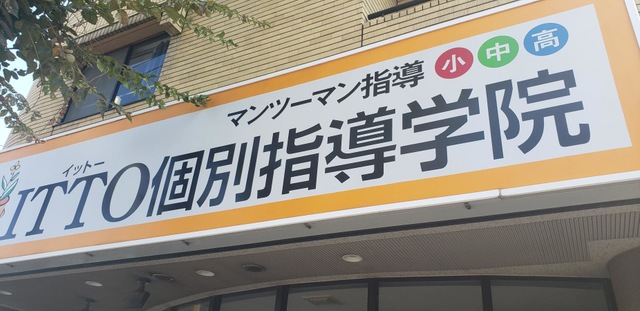 マンツーマン指導 小 中 高
イットー
ITTO個別指導学院